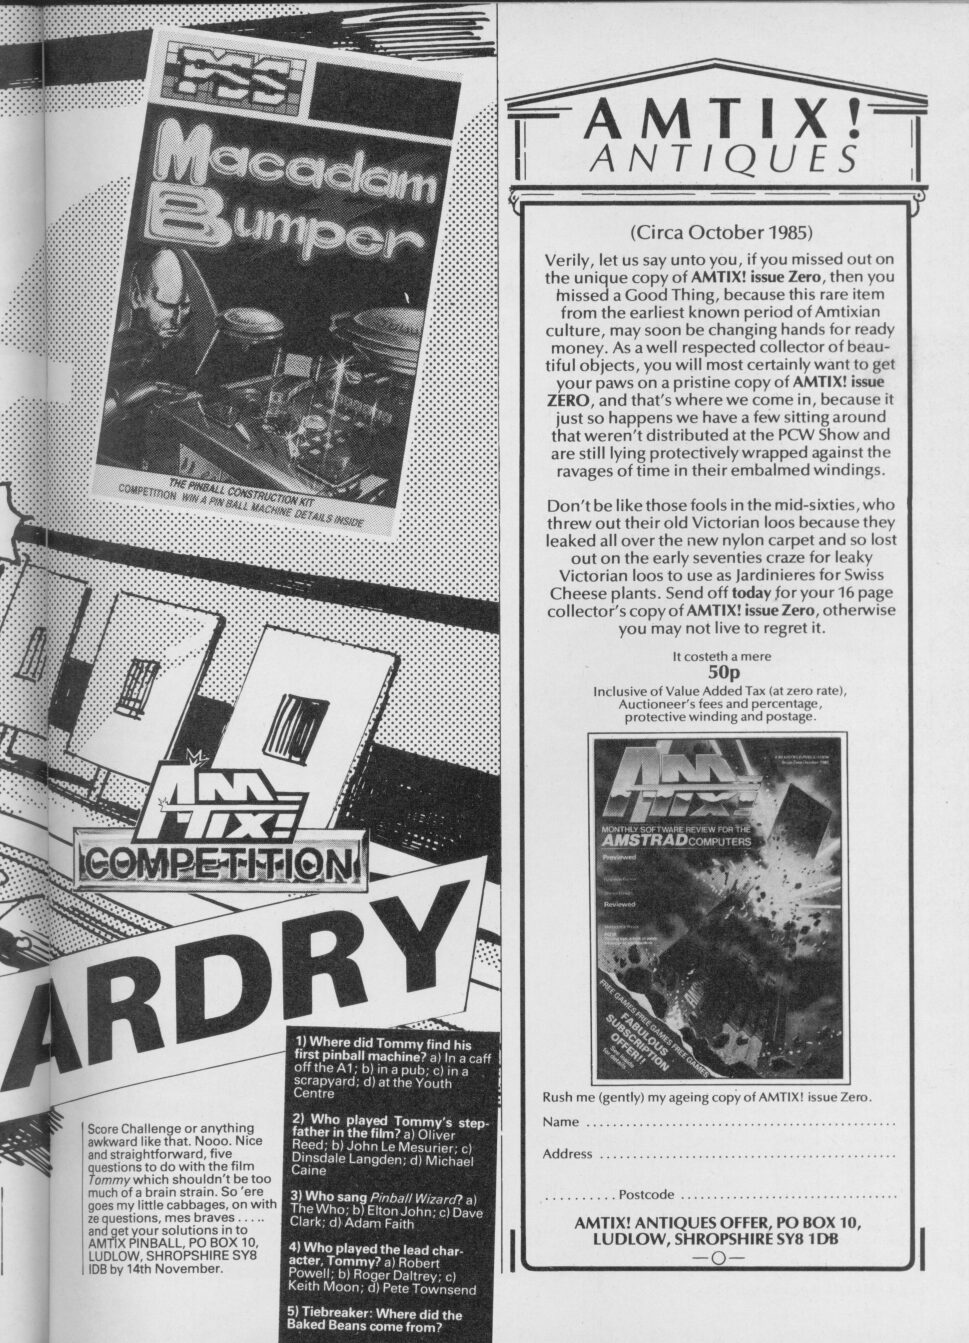 PSS
Macadam
Bumper
THE PINBALL CONSTRUCTION KIT
COMPETITION WIN A PIN BALL MACHINE DETAILS INSIDE
AMTIX!
COMPETITION
ARDRY
Score Challenge or anything
awkward like that. Nooo. Nice
and straightforward, five
questions to do with the film
Tommy which shouldn't be too
much of a brain strain. So 'ere
goes my little cabbages, on with
ze questions, mes braves . . . . .
and get your solutions in to
AMTIX PINBALL, PO BOX 10,
LUDLOW, SHROPSHIRE SY8
IDB by 14th November.
1) Where did Tommy find his
first pinball machine? a) In a caff
off the A1; b) in a pub; c) in a
scrapyard; d) at the Youth
Centre
2) Who played Tommy's step-
father in the film? a) Oliver
Reed; b) John Le Mesurier; c)
Dinsdale Langden; d) Michael
Caine
3) Who sang Pinball Wizard? a)
The Who; b) Elton John; c) Dave
Clark; d) Adam Faith
4) Who played the lead char-
acter, Tommy? a) Robert
Powell; b) Roger Daltrey; c)
Keith Moon; d) Pete Townsend
5) Tiebreaker: Where did the
Baked Beans come from?
AMTIX!
ANTIQUES
(Circa October 1985)
Verily, let us say unto you, if you missed out on
the unique copy of AMTIX! issue Zero, then you
missed a Good Thing, because this rare item
from the earliest known period of Amtixian
culture, may soon be changing hands for ready
money. As a well respected collector of beau-
tiful objects, you will most certainly want to get
your paws on a pristine copy of AMTIX! issue
ZERO, and that's where we come in, because it
just so happens we have a few sitting around
that weren't distributed at the PCW Show and
are still lying protectively wrapped against the
ravages of time in their embalmed windings.
Don't be like those fools in the mid-sixties, who
threw out their old Victorian loos because they
leaked all over the new nylon carpet and so lost
out on the early seventies craze for leaky
Victorian loos to use as Jardinieres for Swiss
Cheese plants. Send off today for your 16 page
collector's copy of AMTIX! issue Zero, otherwise
you may not live to regret it.
It costeth a mere
50p
Inclusive of Value Added Tax (at zero rate),
Auctioneer's fees and percentage,
protective winding and postage.
AMTIX!
MONTHLY SOFTWARE REVIEW FOR THE
AMSTRAD COMPUTERS
Previewed
Reviewed
FREE GAMES FREE GAMES FREE GAMES
FABULOUS
SUBSCRIPTION
OFFER!!
See inside
for details
Rush me (gently) my ageing copy of AMTIX! issue Zero.
Name
Address
Postcode
AMTIX! ANTIQUES OFFER, PO BOX 10,
LUDLOW, SHROPSHIRE SY8 1DB